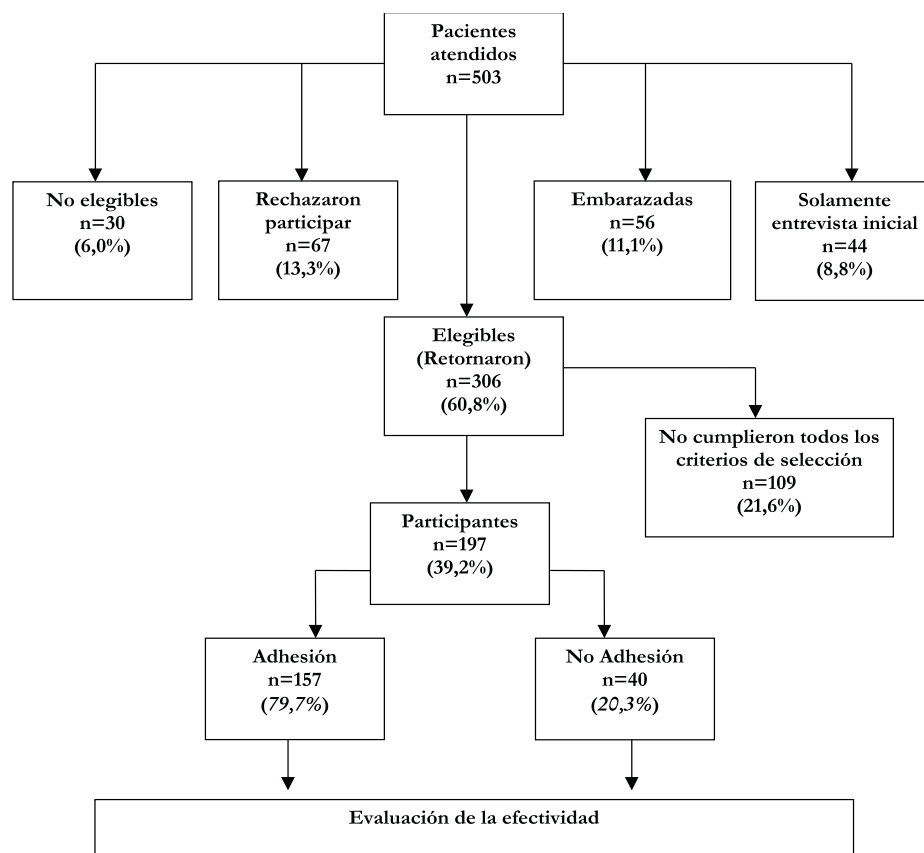 Pacientes
atendidos
n=503
No elegibles
n=30
(6,0%)
Rechazaron
participar
n=67
(13,3%)
Embarazadas
n=56
(11,1%)
Solamente
entrevista inicial
n=44
(8,8%)
Elegibles
(Retornaron)
n=306
(60,8%)
No cumplieron todos los
criterios de selección
n=109
(21,6%)
Participantes
n=197
(39,2%)
Adhesión
n=157
(79,7%)
No Adhesión
n=40
(20,3%)
Evaluación de la efectividad